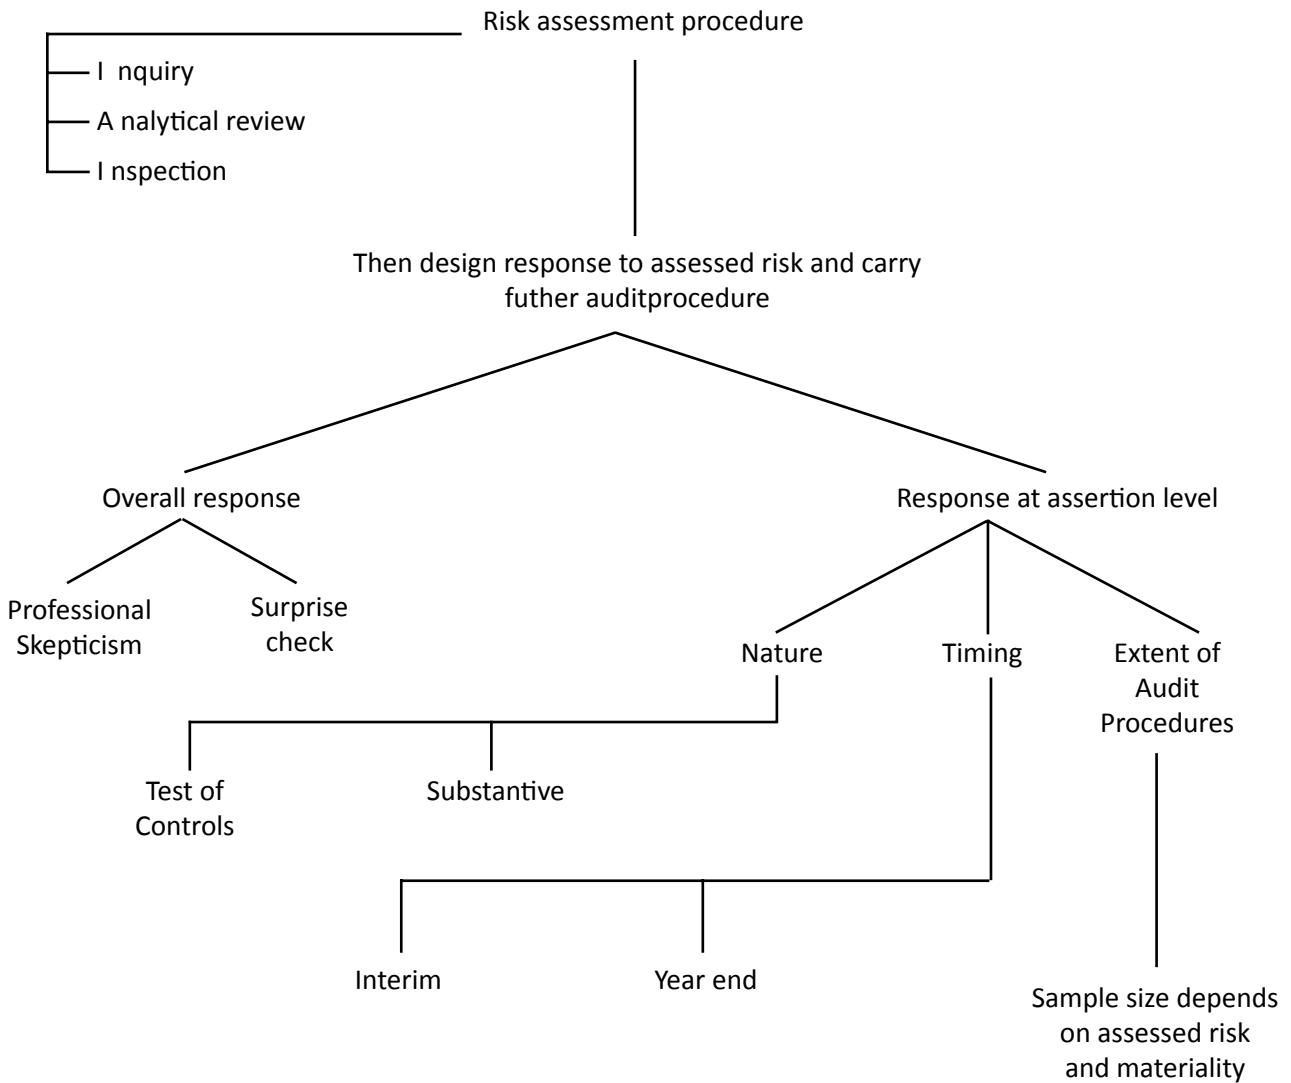 Risk assessment procedure
I nquiry
A nalytical review
I nspection
Then design response to assessed risk and carry
futher auditprocedure
Overall response
Response at assertion level
Professional
Skepticism
Surprise
check
Nature
Timing
Extent of
Audit
Procedures
Test of
Controls
Substantive
Interim
Year end
Sample size depends
on assessed risk
and materiality